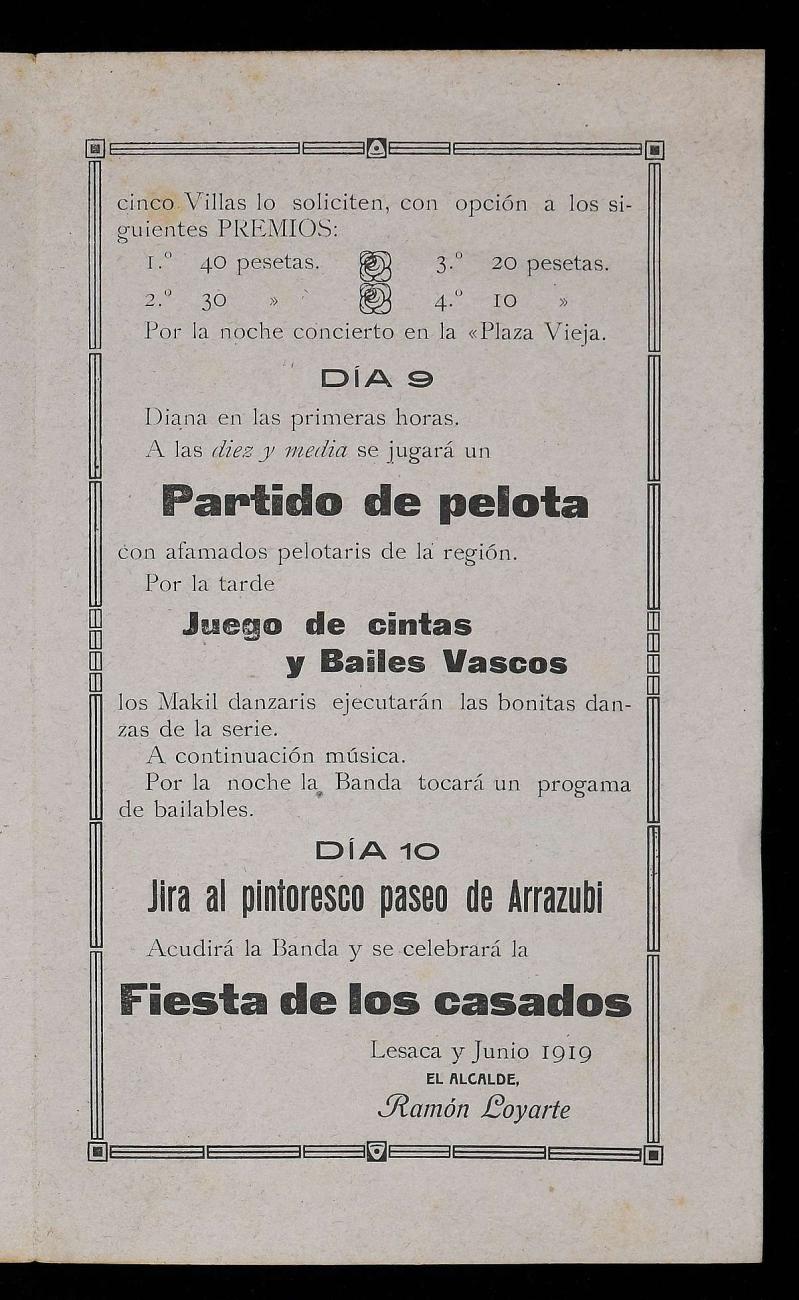 cinco Villas lo soliciten, con opción a los si-
guientes PREMIOS:
1.º 40 pesetas. 3.º 20 pesetas.
2.º 30 » 4.º 10 »
Por la noche concierto en la «Plaza Vieja.
DÍA 9
Diana en las primeras horas.
A las diez y media se jugará un
Partido de pelota
con afamados pelotaris de la región.
Por la tarde
Juego de cintas
y Bailes Vascos
los Makil danzaris ejecutarán las bonitas dan-
zas de la serie.
A continuación música.
Por la noche la Banda tocará un progama
de bailables.
DÍA 10
Jira al pintoresco paseo de Arrazubi
Acudirá la Banda y se celebrará la
Fiesta de los casados
Lesaca y Junio 1919
EL ALCALDE,
Ramón Loyarte